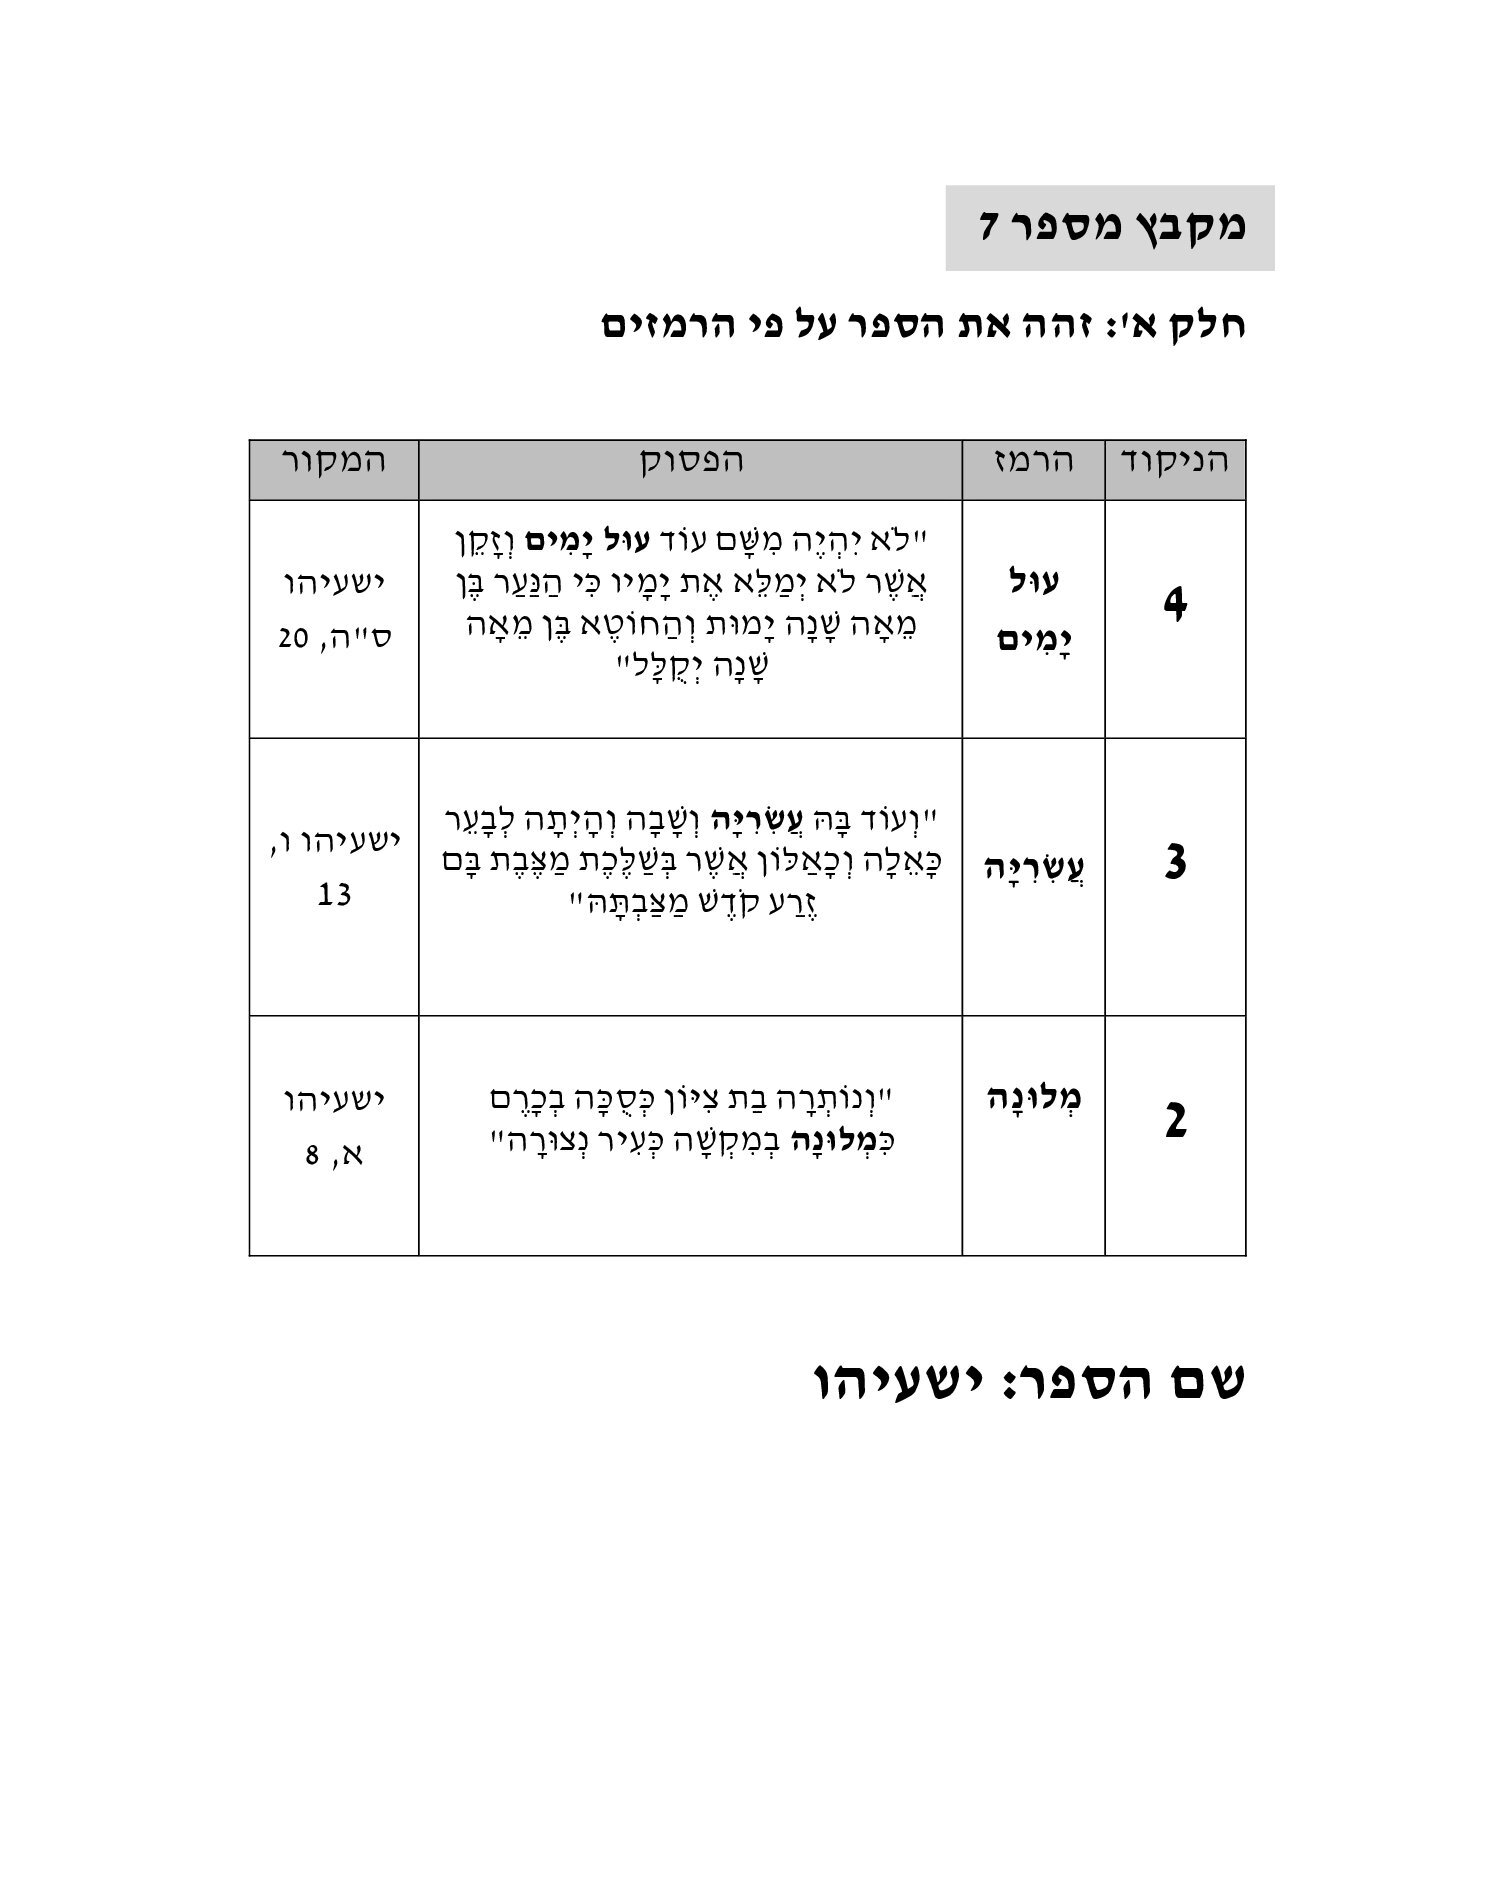 מקבץ מספר 7
חלק א': זהה את הספר על פי הרמזים
הניקוד הרמז הפסוק המקור
4
עוּל
יָמִים
"לֹא יִהְיֶה מִשָּׁם עוֹד עוּל יָמִים וְזָקֵן
אֲשֶׁר לֹא יְמַלֵּא אֶת יָמָיו כִּי הַנַּעַר בֶּן
מֵאָה שָׁנָה יָמוּת וְהַחוֹטֶא בֶּן מֵאָה
שָׁנָה יְקֻלָּל"
ישעיהו
ס"ה, 20
3
עֲשִׂרִיָּה
"וְעוֹד בָּהּ עֲשִׂרִיָּה וְשָׁבָה וְהָיְתָה לְבָעֵר
כָּאֵלָה וְכָאַלּוֹן אֲשֶׁר בְּשַׁלֶּכֶת מַצֶּבֶת בָּם
זֶרַע קֹדֶשׁ מַצַּבְתָּהּ"
ישעיהו ו,
13
2
מְלוּנָה
"וְנוֹתְרָה בַת צִיּוֹן כְּסֻכָּה בְכָרֶם
כִּמְלוּנָה בְמִקְשָׁה כְּעִיר נְצוּרָה"
ישעיהו
א, 8
שם הספר: ישעיהו